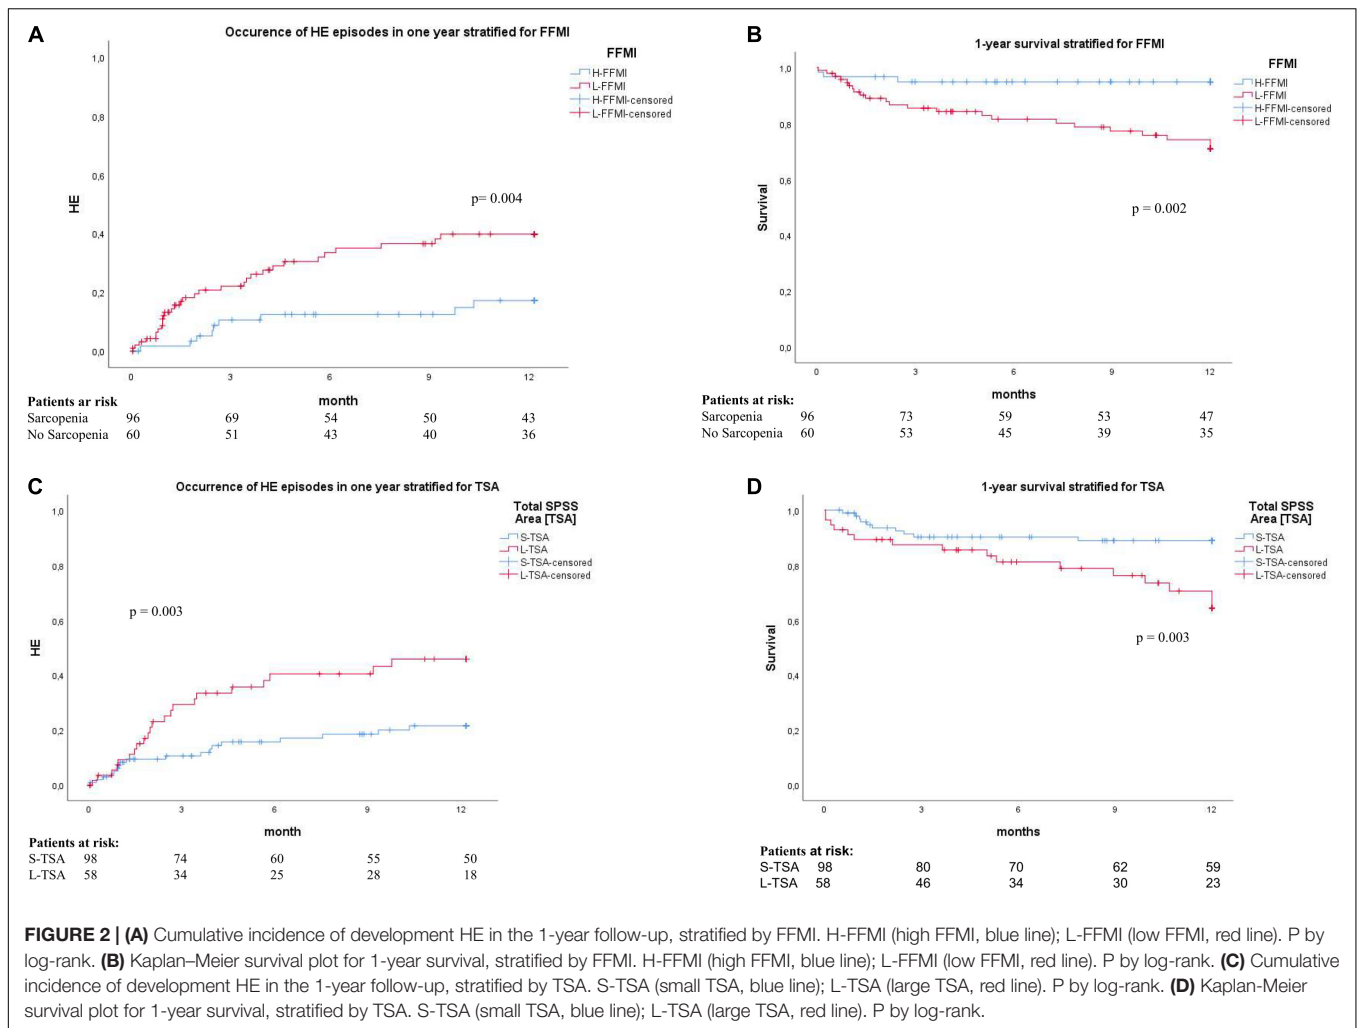 A
Occurence of HE episodes in one year stratified for FFMI
FFMI
H-FFMI
L-FFMI
H-FFMI-censored
L-FFMI-censored
1,0
0,8
0,6
0,4
0,2
0,0
HE
p= 0.004
0 3 6 9 12
month
Patients ar risk
Sarcopenia 96 69 54 50 43
No Sarcopenia 60 51 43 40 36
B
1-year survival stratified for FFMI
FFMI
H-FFMI
L-FFMI
H-FFMI-censored
L-FFMI-censored
1,0
0,8
0,6
0,4
0,2
0,0
Survival
p = 0.002
0 3 6 9 12
months
Patients at risk:
Sarcopenia 96 73 59 53 47
No Sarcopenia 60 53 45 39 35
C
Occurrence of HE episodes in one year stratified for TSA
Total SPSS
Area [TSA]
S-TSA
L-TSA
S-TSA-censored
L-TSA-censored
1,0
0,8
0,6
0,4
0,2
0,0
HE
p = 0.003
0 3 6 9 12
month
Patients at risk:
S-TSA 98 74 60 55 50
L-TSA 58 34 25 28 18
D
1-year survival stratified for TSA
Total SPSS
Area [TSA]
S-TSA
L-TSA
S-TSA-censored
L-TSA-censored
1,0
0,8
0,6
0,4
0,2
0,0
Survival
p = 0.003
0 3 6 9 12
months
Patients at risk:
S-TSA 98 80 70 62 59
L-TSA 58 46 34 30 23
FIGURE 2 | (A) Cumulative incidence of development HE in the 1-year follow-up, stratified by FFMI. H-FFMI (high FFMI, blue line); L-FFMI (low FFMI, red line). P by
log-rank. (B) Kaplan–Meier survival plot for 1-year survival, stratified by FFMI. H-FFMI (high FFMI, blue line); L-FFMI (low FFMI, red line). P by log-rank. (C) Cumulative
incidence of development HE in the 1-year follow-up, stratified by TSA. S-TSA (small TSA, blue line); L-TSA (large TSA, red line). P by log-rank. (D) Kaplan-Meier
survival plot for 1-year survival, stratified by TSA. S-TSA (small TSA, blue line); L-TSA (large TSA, red line). P by log-rank.